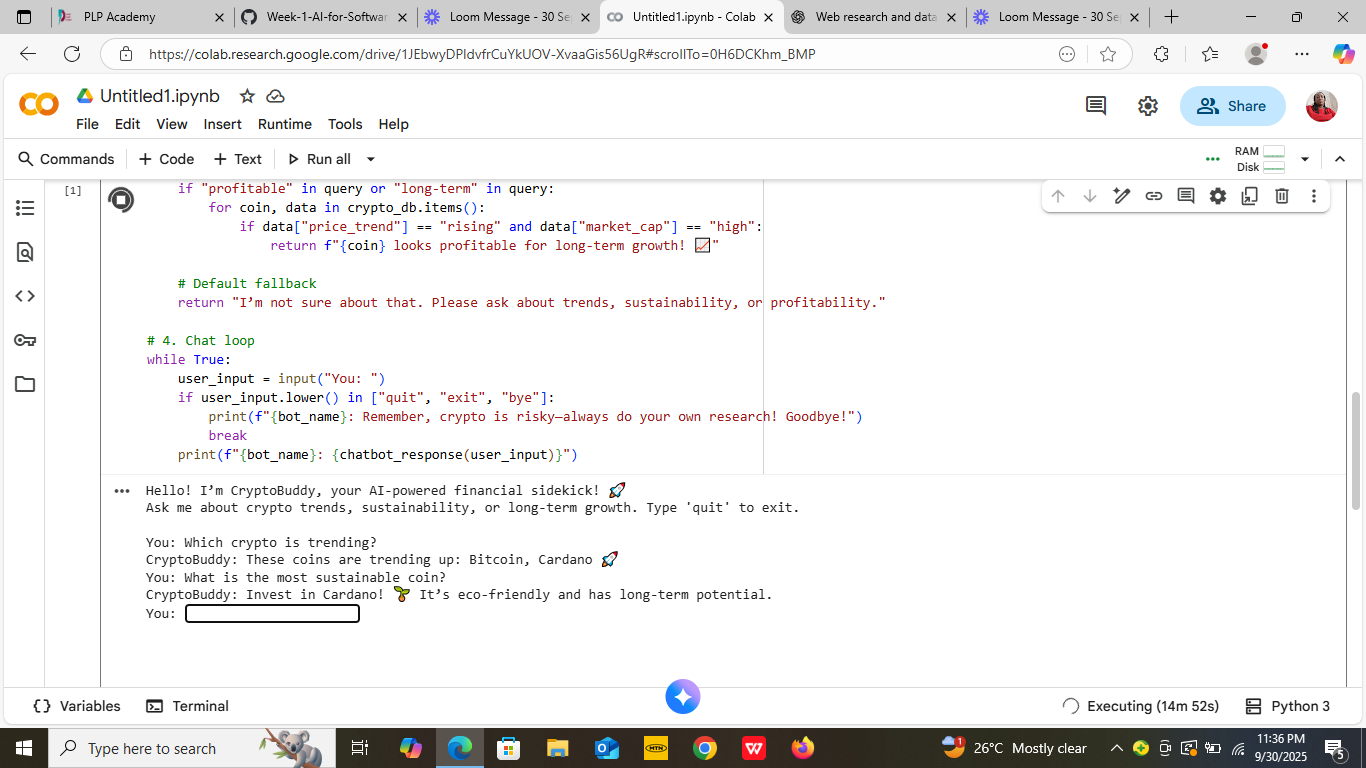 PLP Academy
Week-1-AI-for-Softwar
Loom Message - 30 Se
Untitled1.ipynb - Colab
Web research and data
Loom Message - 30 Se
https://colab.research.google.com/drive/1JEbwyDPIdvfrCuYkUOV-XvaaGis56UgR#scrollTo=0H6DCKhm_BMP
Untitled1.ipynb
Share
File Edit View Insert Runtime Tools Help
Commands + Code + Text Run all
RAM
Disk
[1]
if "profitable" in query or "long-term" in query:
for coin, data in crypto_db.items():
if data["price_trend"] == "rising" and data["market_cap"] == "high":
return f"{coin} looks profitable for long-term growth! 📈"
# Default fallback
return "I’m not sure about that. Please ask about trends, sustainability, or profitability."
# 4. Chat loop
while True:
user_input = input("You: ")
if user_input.lower() in ["quit", "exit", "bye"]:
print(f"{bot_name}: Remember, crypto is risky—always do your own research! Goodbye!")
break
print(f"{bot_name}: {chatbot_response(user_input)}")
Hello! I’m CryptoBuddy, your AI-powered financial sidekick! 🚀
Ask me about crypto trends, sustainability, or long-term growth. Type 'quit' to exit.
You: Which crypto is trending?
CryptoBuddy: These coins are trending up: Bitcoin, Cardano 🚀
You: What is the most sustainable coin?
CryptoBuddy: Invest in Cardano! 🌱 It’s eco-friendly and has long-term potential.
You:
Variables Terminal
Executing (14m 52s) Python 3
Type here to search
MTN
26°C Mostly clear
11:36 PM
9/30/2025
5